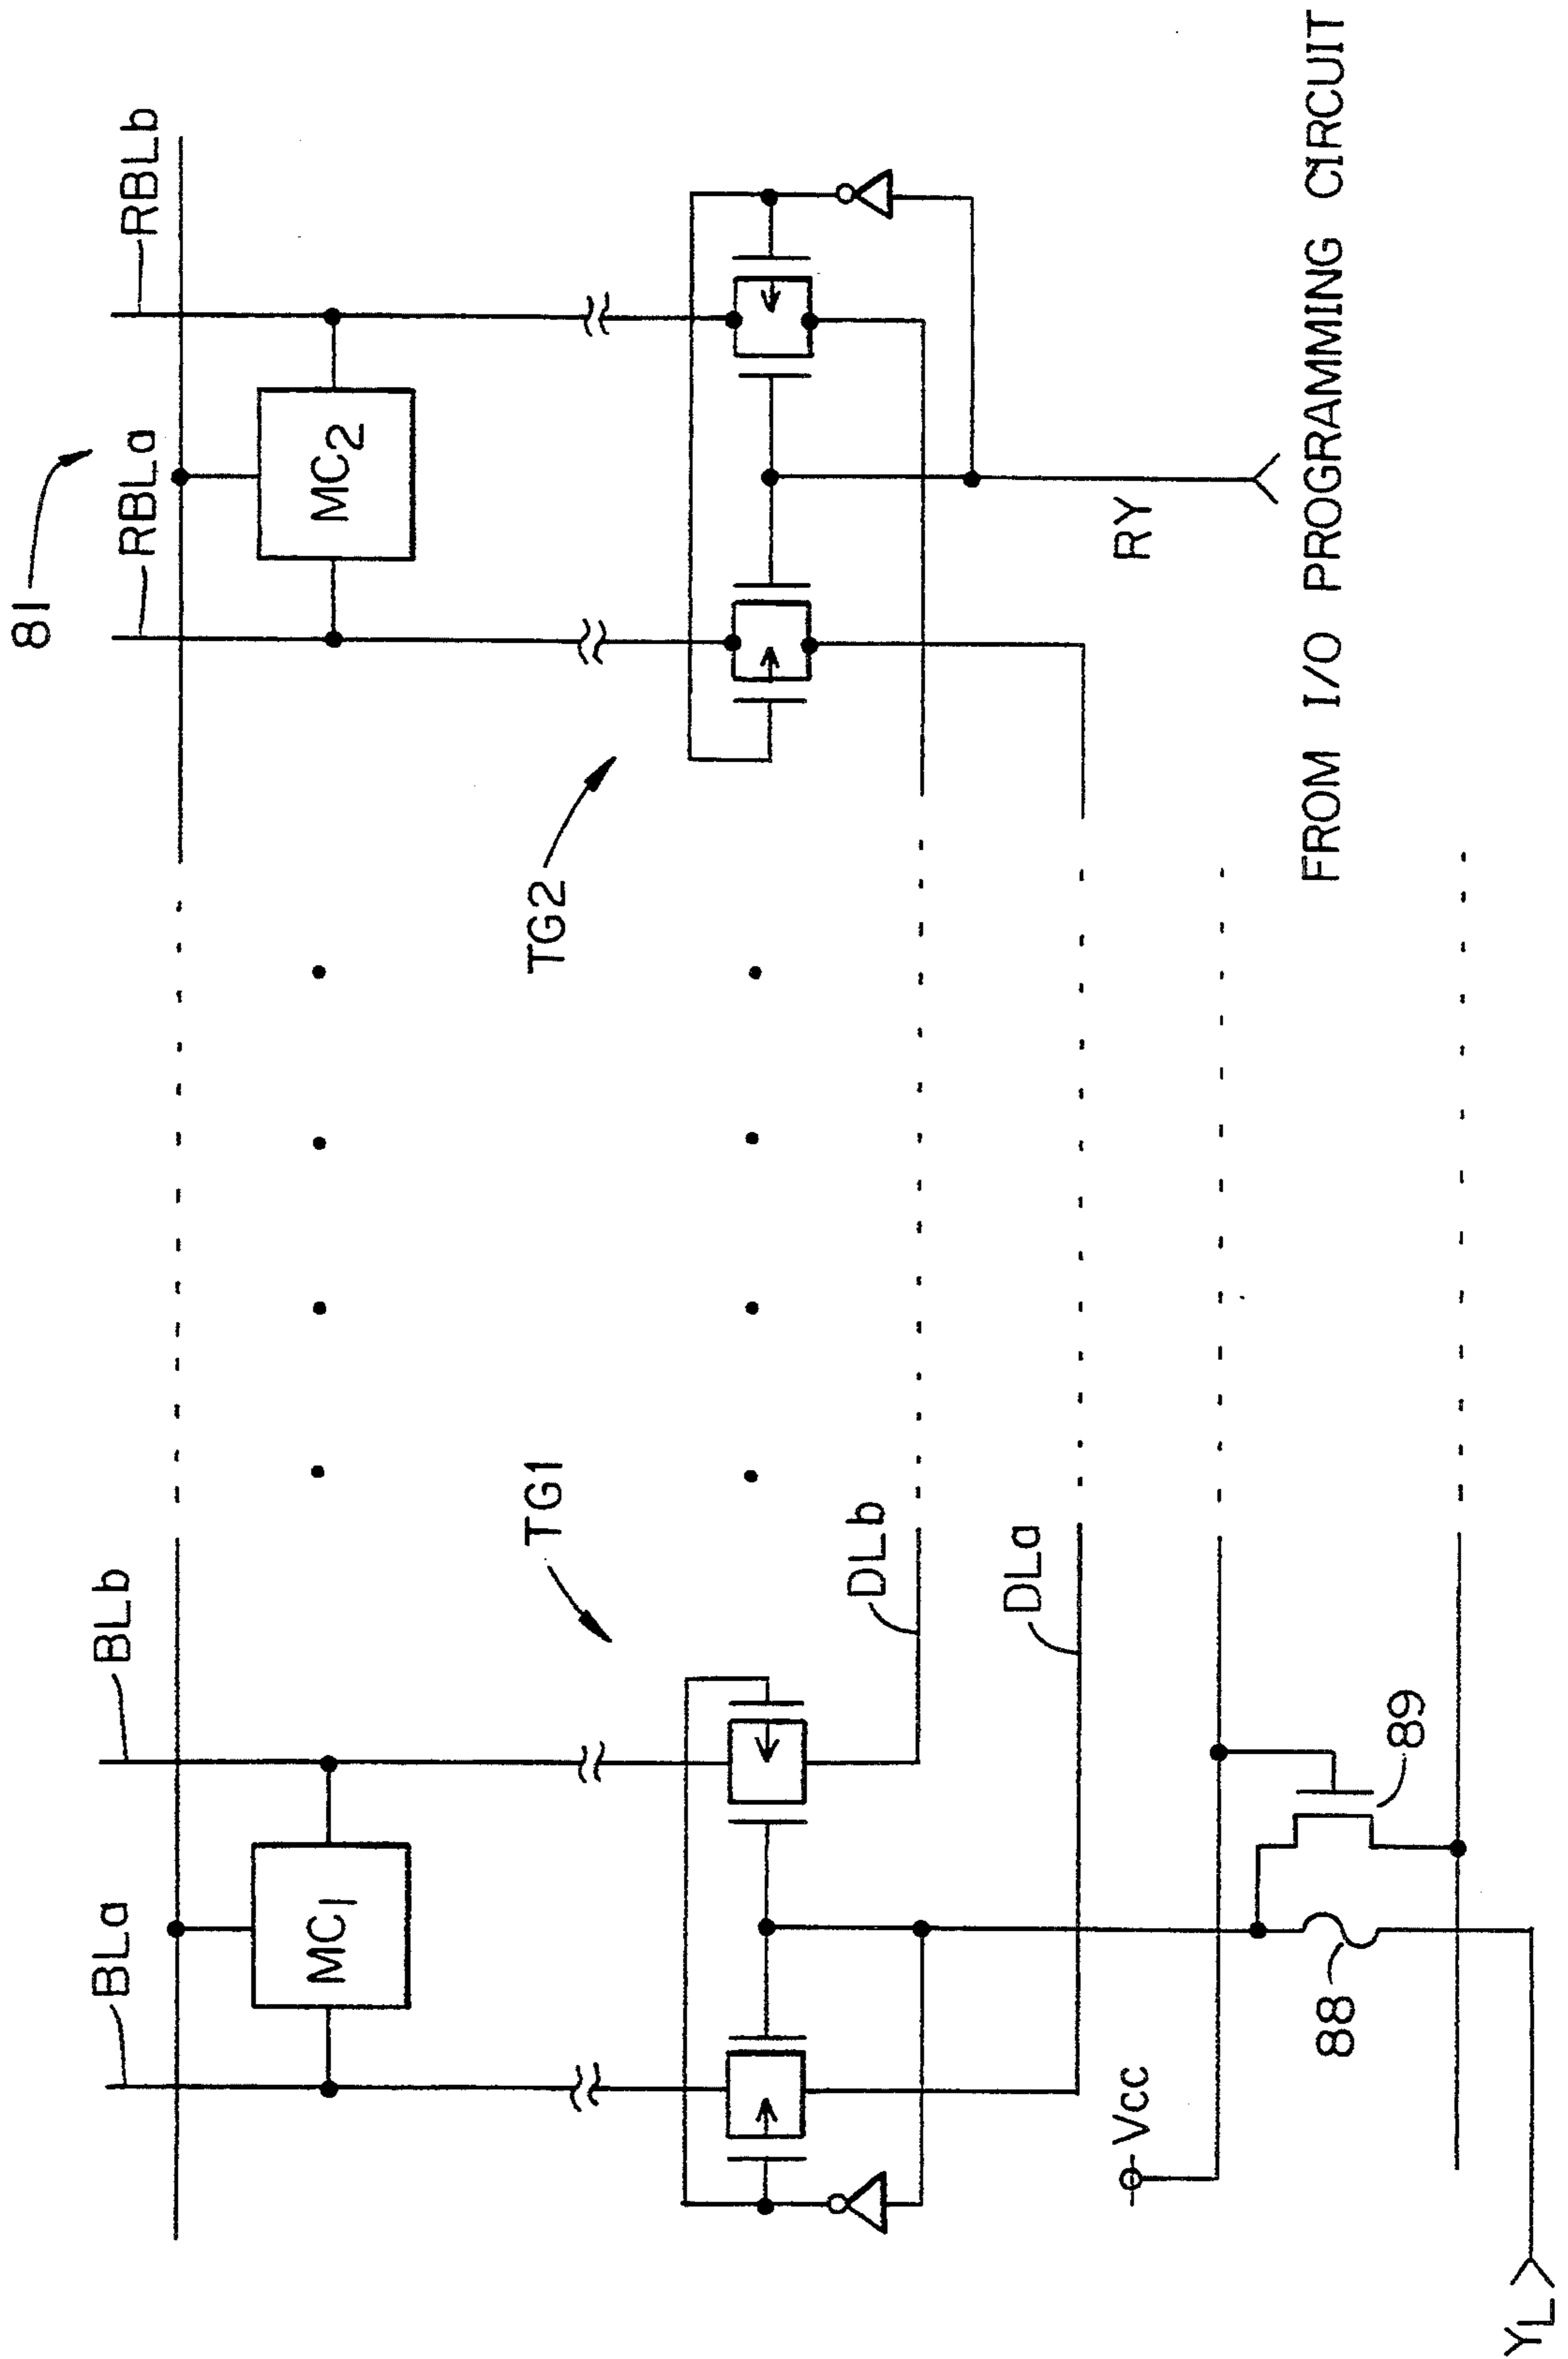 81
BLa
BLb
RBLa
RBLb
MC1
MC2
TG1
TG2
DLb
DLa
RY
Vcc
88
89
FROM I/O PROGRAMMING CIRCUIT
YL